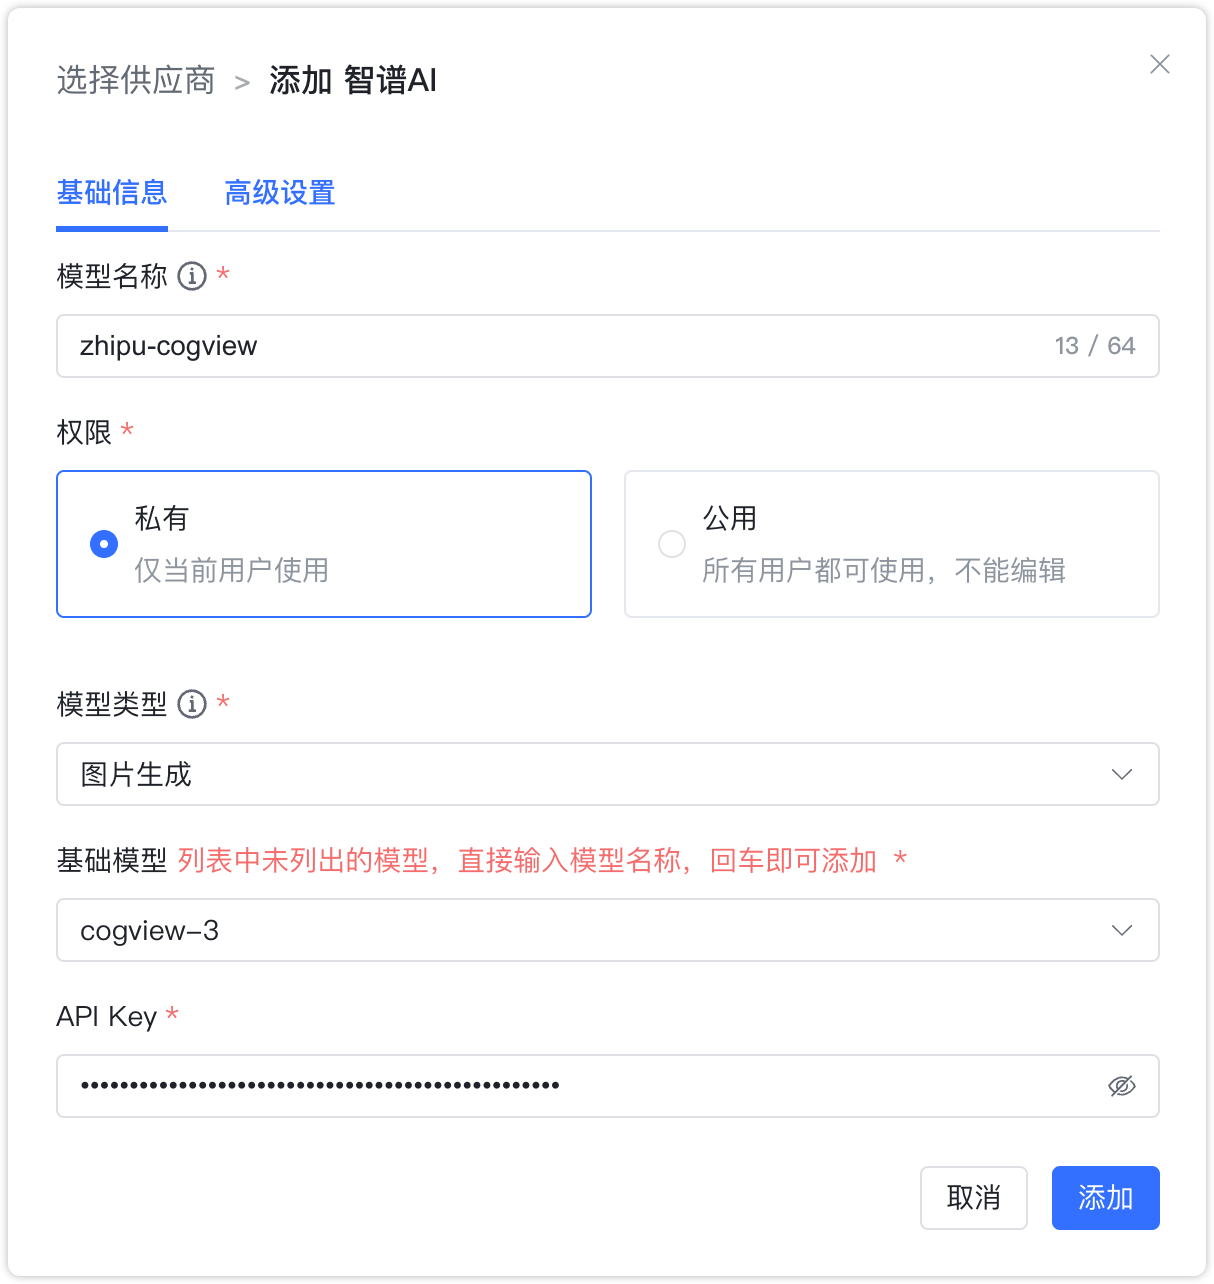 选择供应商 > 添加 智谱AI
基础信息 高级设置
模型名称 *
zhipu-cogview 13 / 64
权限 *
私有
仅当前用户使用
公用
所有用户都可使用，不能编辑
模型类型 *
图片生成
基础模型 列表中未列出的模型，直接输入模型名称，回车即可添加 *
cogview-3
API Key *
取消 添加